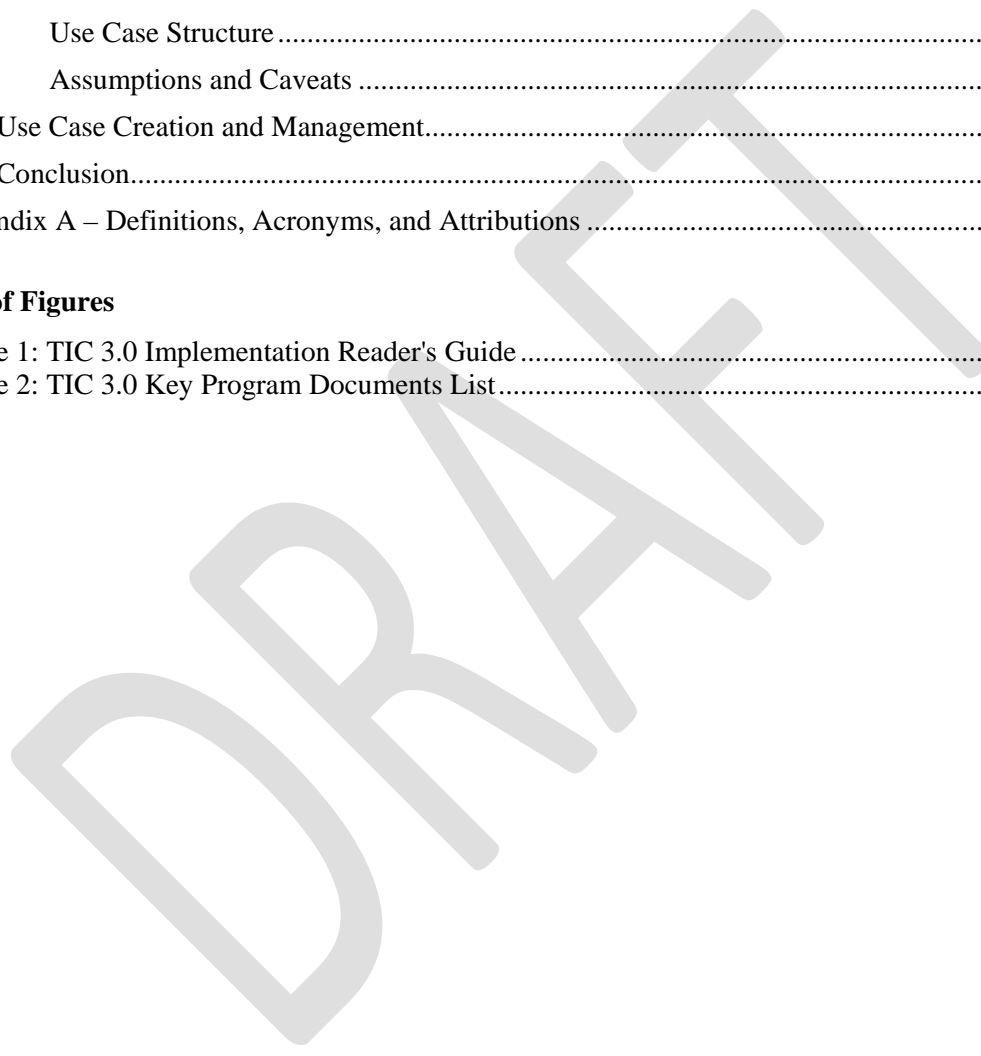 Use Case Structure ........................................................................................................
Assumptions and Caveats .............................................................................................
Use Case Creation and Management............................................................................
Conclusion.....................................................................................................................
ndix A – Definitions, Acronyms, and Attributions .......................................................
of Figures
e 1: TIC 3.0 Implementation Reader's Guide ...............................................................
e 2: TIC 3.0 Key Program Documents List..................................................................
DRAFT